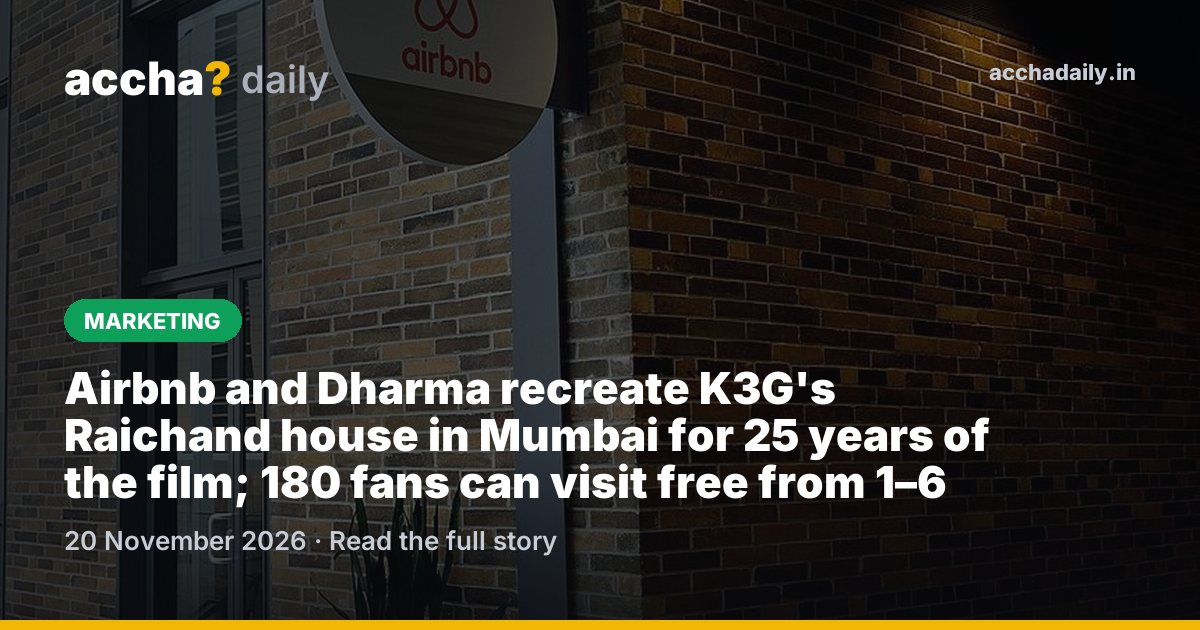 airbnb
accha? daily
acchadaily.in
MARKETING
Airbnb and Dharma recreate K3G's
Raichand house in Mumbai for 25 years of
the film; 180 fans can visit free from 1–6
20 November 2026 · Read the full story